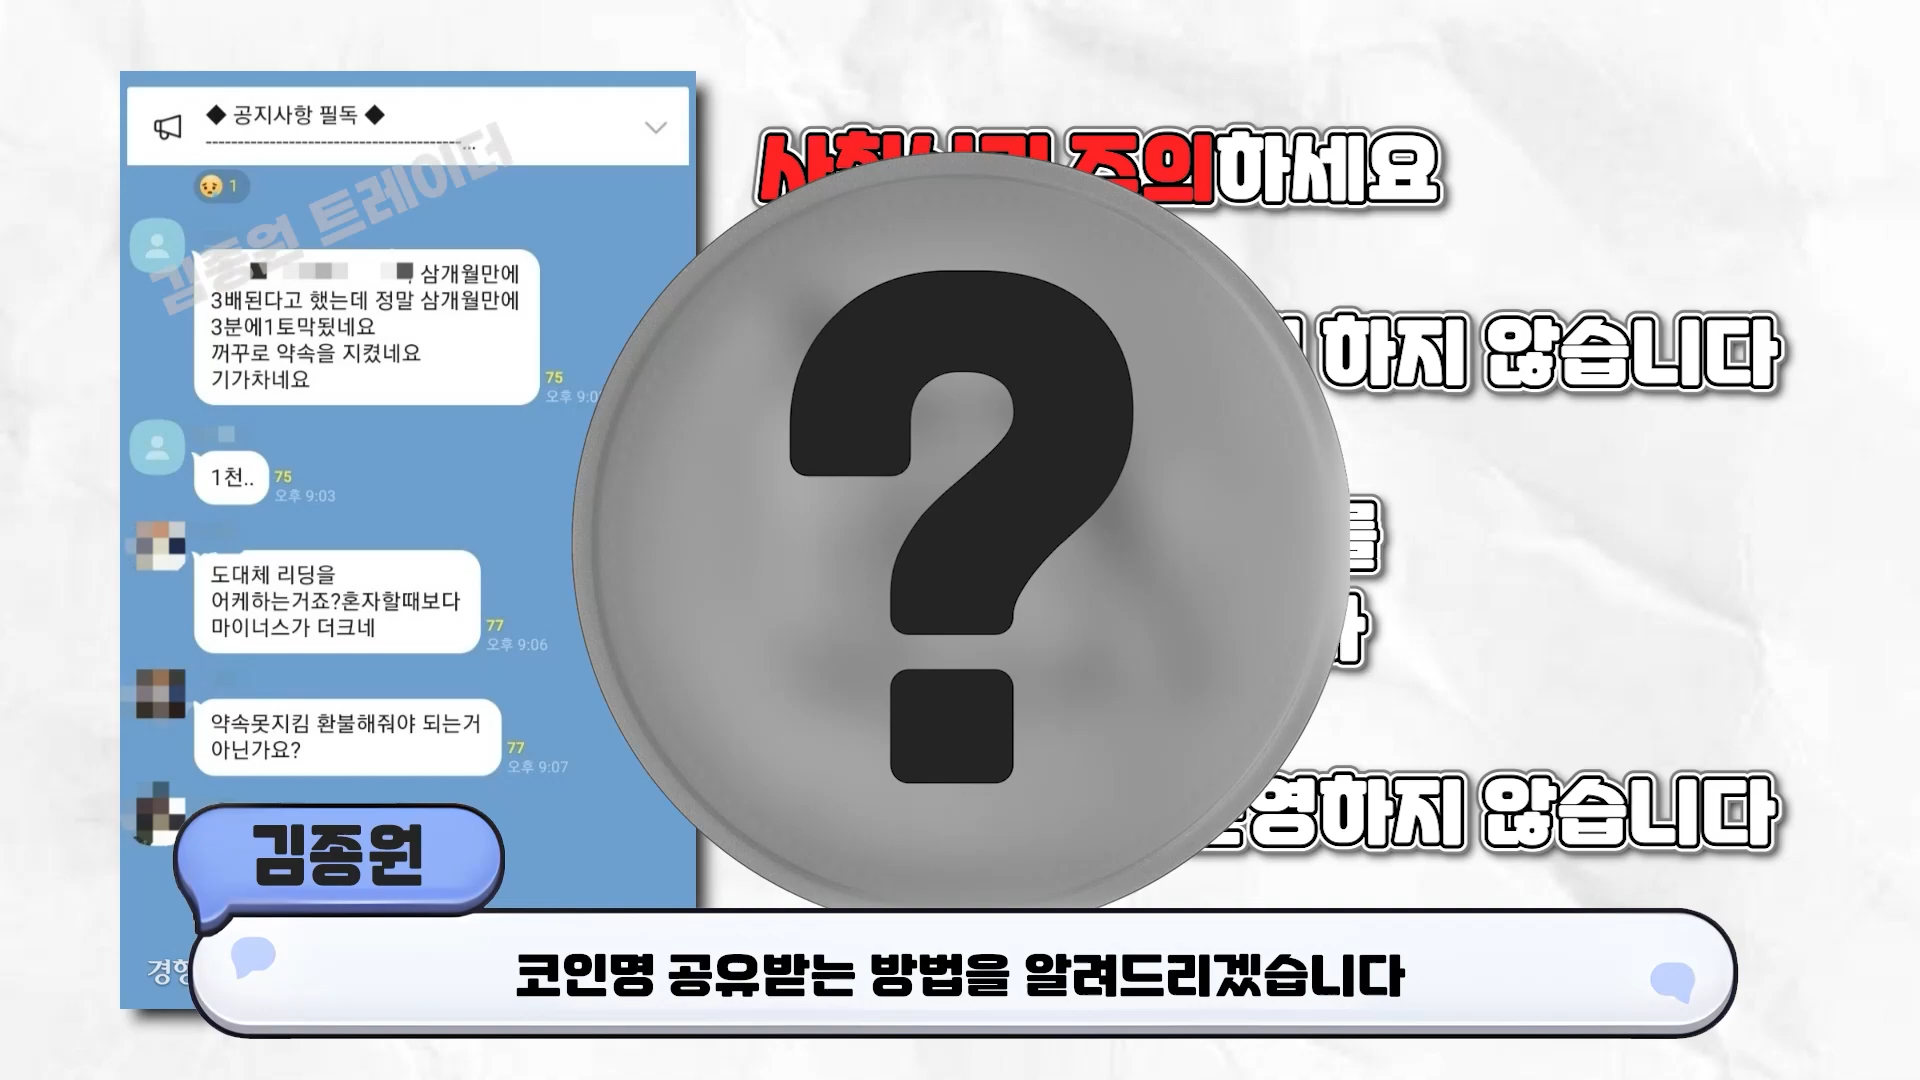 ◆ 공지사항 필독 ◆
1
김종원 트레이더
삼개월만에
3배된다고 했는데 정말 삼개월만에
3분에1토막됬네요
꺼꾸로 약속을 지켰네요
기가차네요
75
1천..
75
오후 9:03
도대체 리딩을
어케하는거죠?혼자할때보다
마이너스가 더크네
77
오후 9:06
약속못지킴 환불해줘야 되는거
아닌가요?
77
오후 9:07
주의하세요
하지 않습니다
않습니다
김종원
코인명 공유받는 방법을 알려드리겠습니다